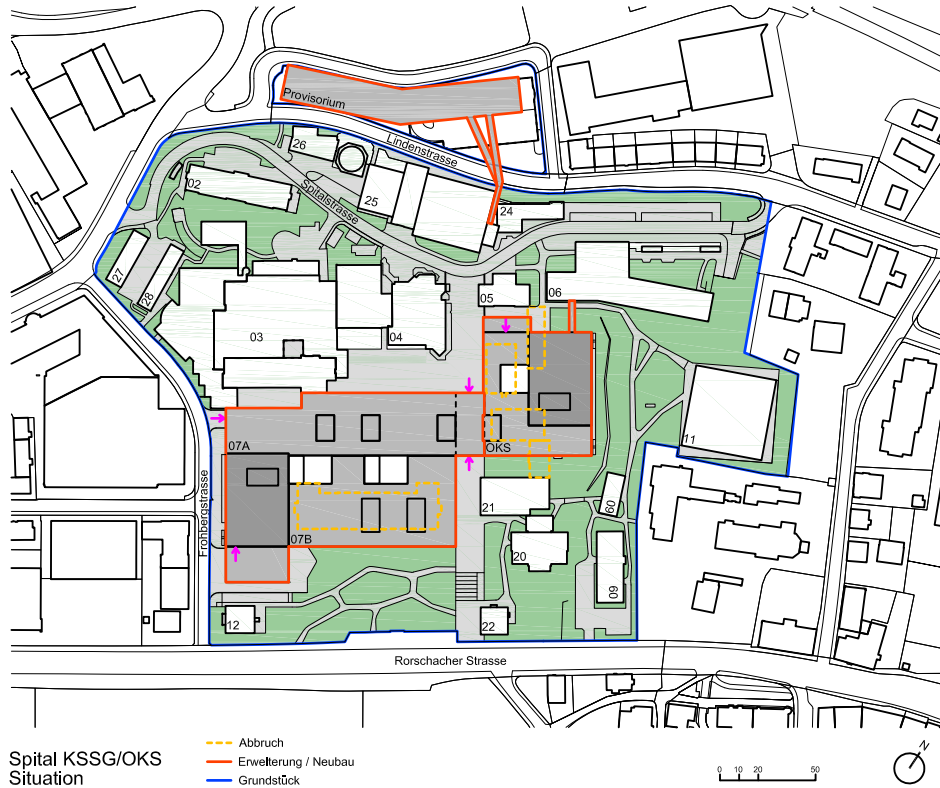 Provisorium
Lindenstrasse
26
02
Spitalstrasse
25
24
27
28
05
06
03
04
11
07A
OKS
Frohbergstrasse
21
60
07B
20
09
12
22
Rorschacher Strasse
Spital KSSG/OKS
Situation
Abbruch
Erweiterung / Neubau
Grundstück
0 10 20 50
N